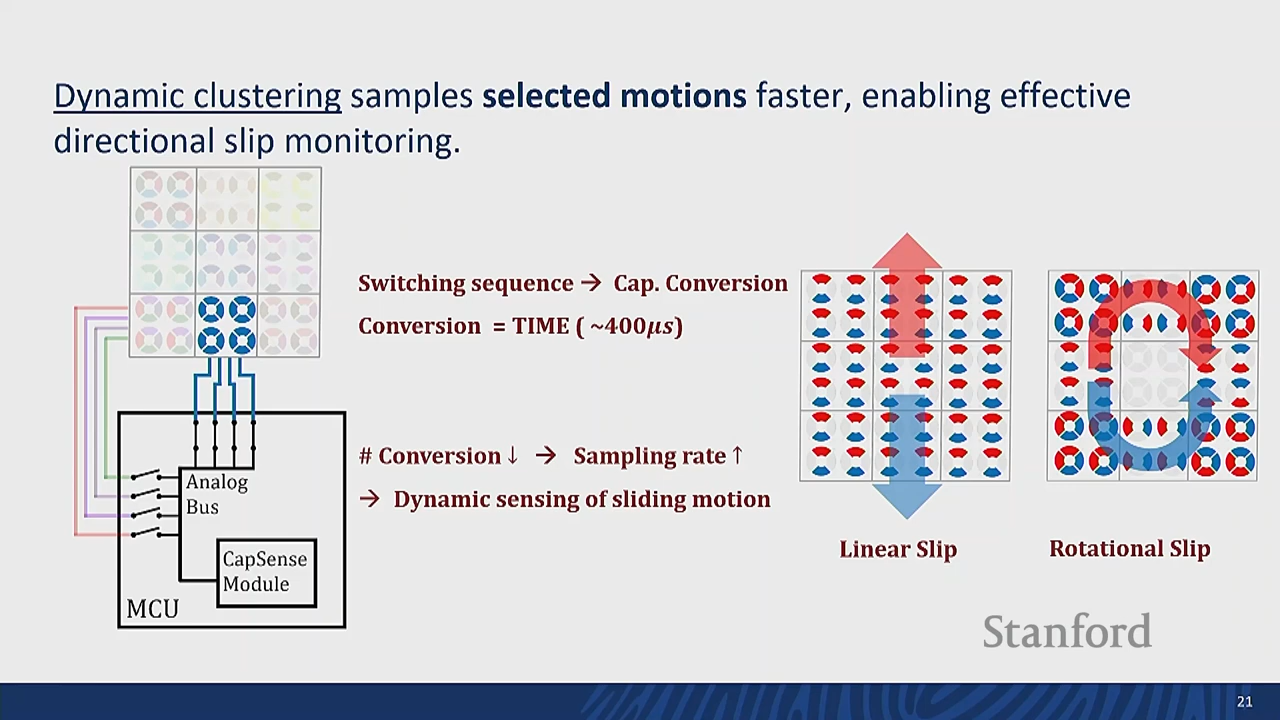 Dynamic clustering samples selected motions faster, enabling effective
directional slip monitoring.
Switching sequence → Cap. Conversion
Conversion = TIME ( ~400µs)
# Conversion ↓ → Sampling rate ↑
→ Dynamic sensing of sliding motion
Analog
Bus
CapSense
Module
MCU
Linear Slip
Rotational Slip
Stanford
21